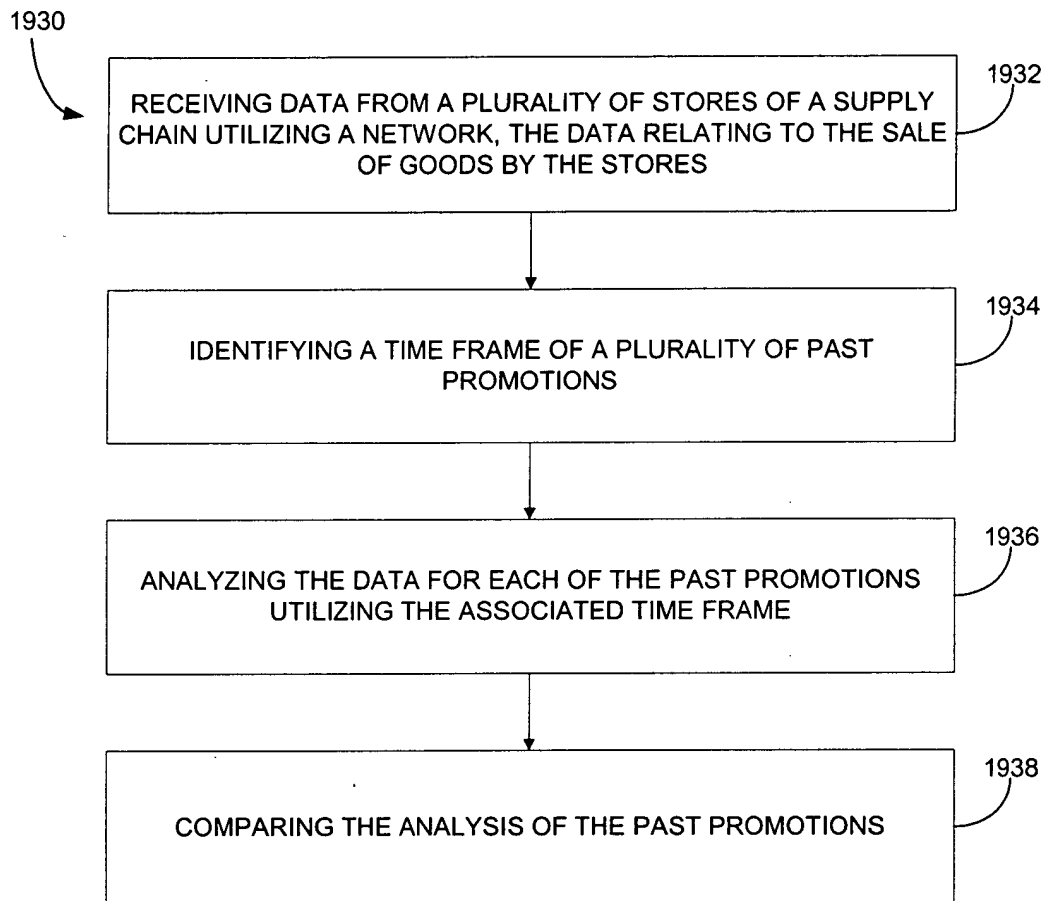 1930
1932
RECEIVING DATA FROM A PLURALITY OF STORES OF A SUPPLY
CHAIN UTILIZING A NETWORK, THE DATA RELATING TO THE SALE
OF GOODS BY THE STORES
1934
IDENTIFYING A TIME FRAME OF A PLURALITY OF PAST
PROMOTIONS
1936
ANALYZING THE DATA FOR EACH OF THE PAST PROMOTIONS
UTILIZING THE ASSOCIATED TIME FRAME
1938
COMPARING THE ANALYSIS OF THE PAST PROMOTIONS